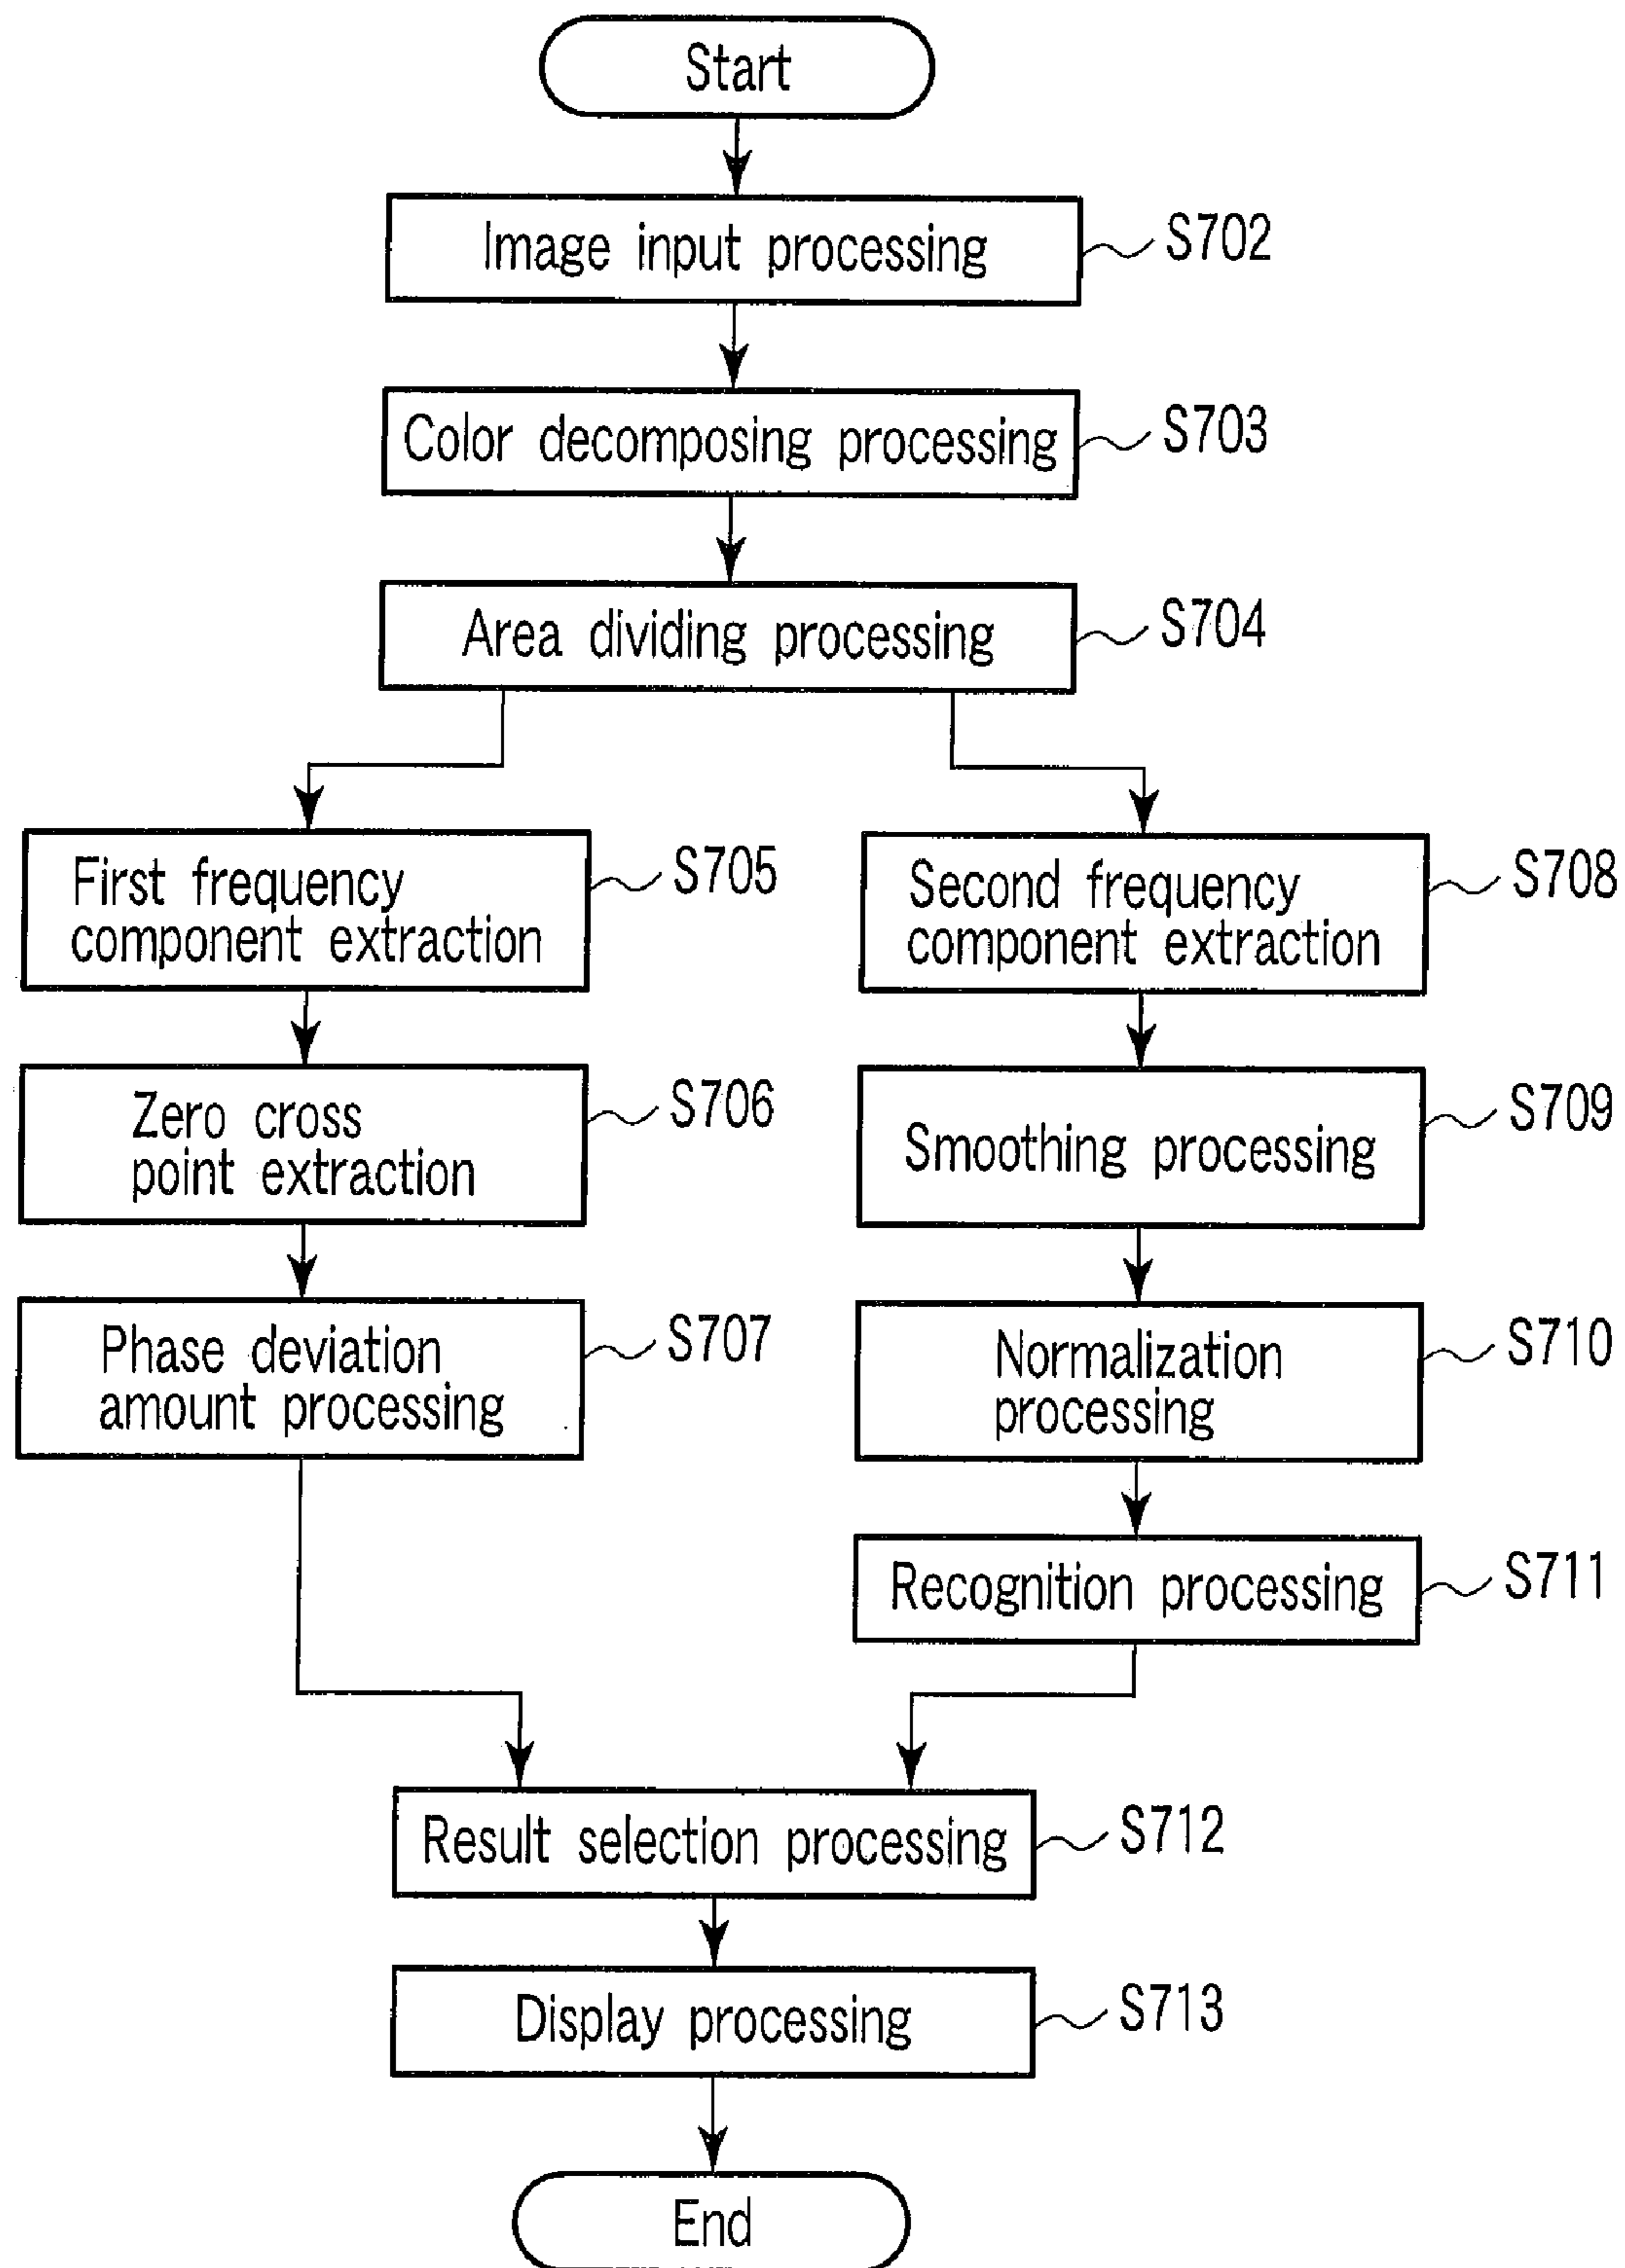 Start
Image input processing
S702
Color decomposing processing
S703
Area dividing processing
S704
First frequency
component extraction
S705
Zero cross
point extraction
S706
Phase deviation
amount processing
S707
Second frequency
component extraction
S708
Smoothing processing
S709
Normalization
processing
S710
Recognition processing
S711
Result selection processing
S712
Display processing
S713
End